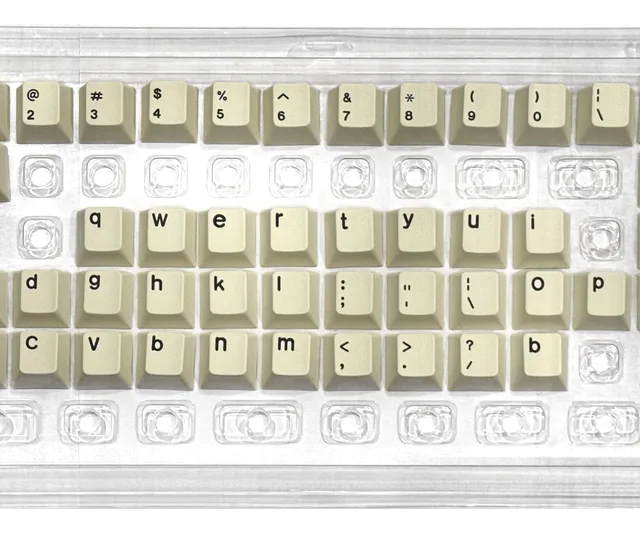 @ # $ % ^ & * ( ) ¦
2 3 4 5 6 7 8 9 0 \
q w e r t y u i
d g h k l : " ¦ o p
; ' \
c v b n m < > ? b
, . /